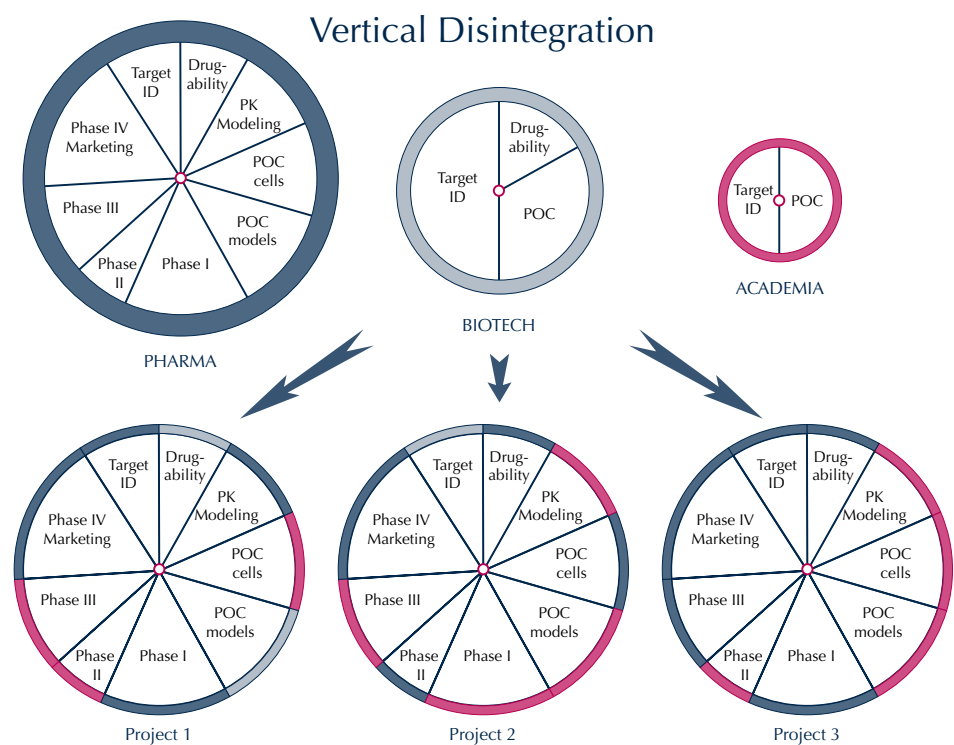 Vertical Disintegration
Target
ID
Drug-
ability
PK
Modeling
POC
cells
POC
models
Phase I
Phase
II
Phase III
Phase IV
Marketing
PHARMA
Target
ID
Drug-
ability
POC
BIOTECH
Target
ID
POC
ACADEMIA
Target
ID
Drug-
ability
PK
Modeling
POC
cells
POC
models
Phase I
Phase
II
Phase III
Phase IV
Marketing
Project 1
Target
ID
Drug-
ability
PK
Modeling
POC
cells
POC
models
Phase I
Phase
II
Phase III
Phase IV
Marketing
Project 2
Target
ID
Drug-
ability
PK
Modeling
POC
cells
POC
models
Phase I
Phase
II
Phase III
Phase IV
Marketing
Project 3